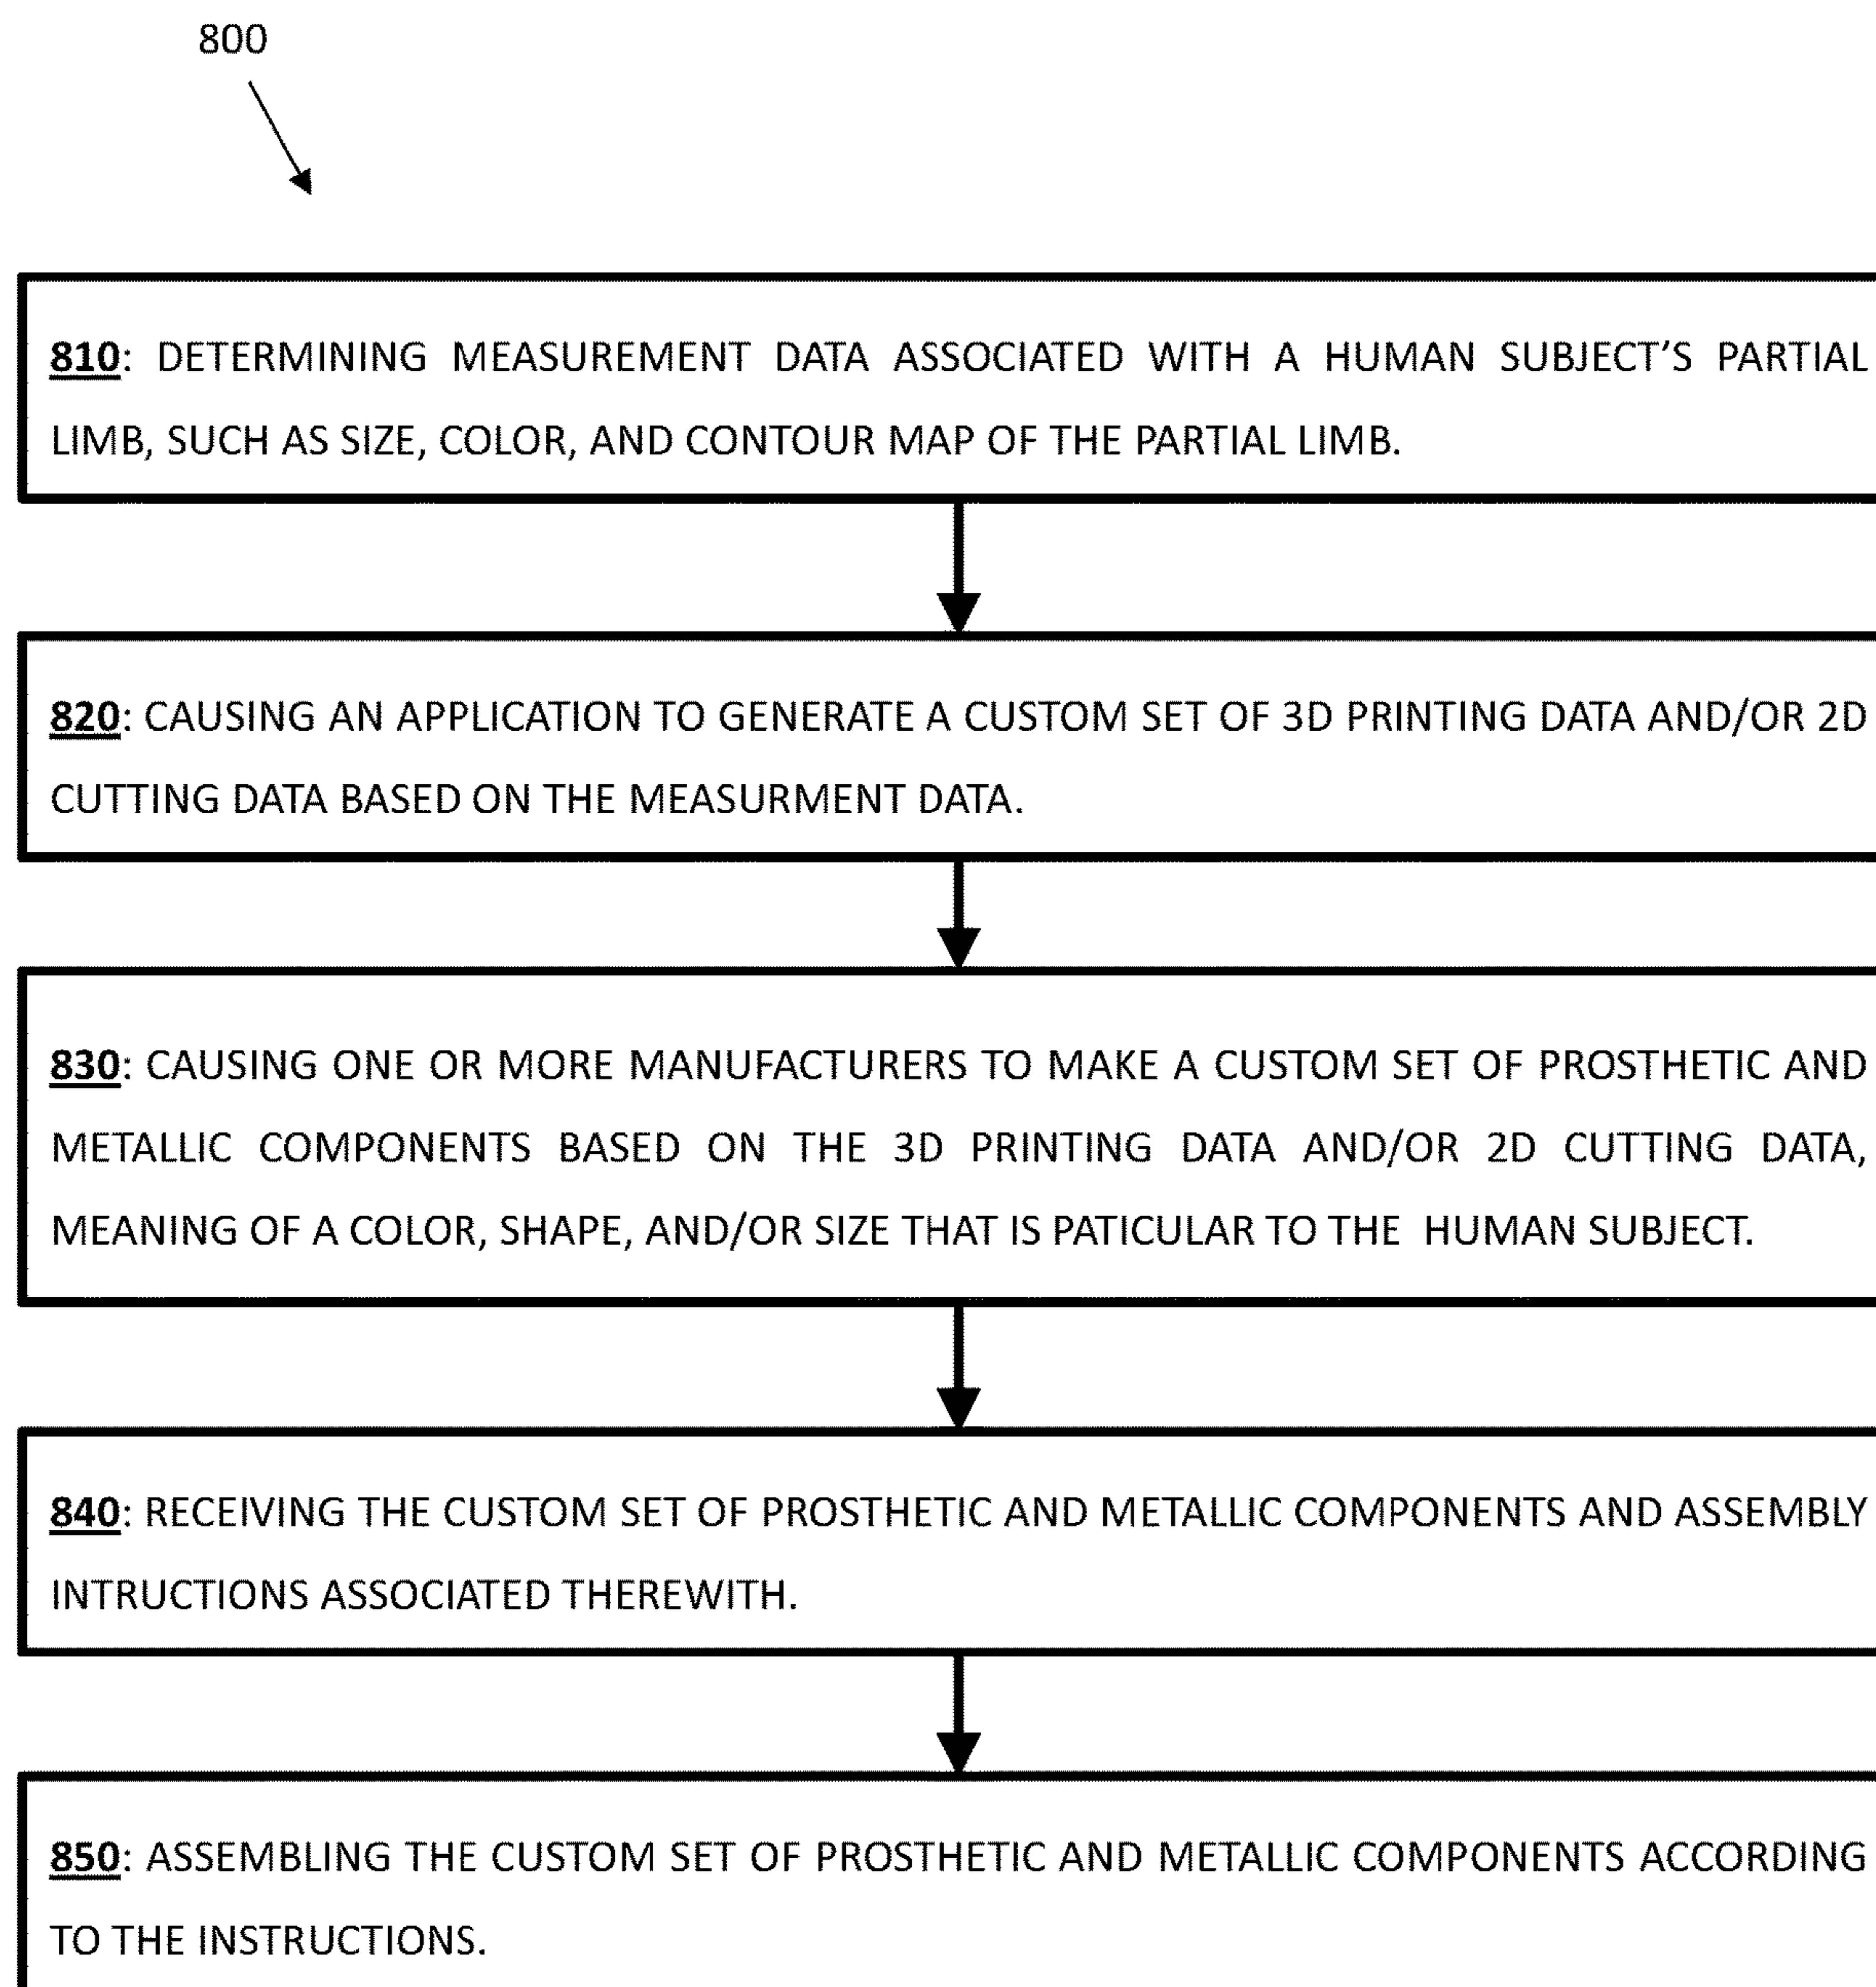 800
810: DETERMINING MEASUREMENT DATA ASSOCIATED WITH A HUMAN SUBJECT’S PARTIAL
LIMB, SUCH AS SIZE, COLOR, AND CONTOUR MAP OF THE PARTIAL LIMB.
820: CAUSING AN APPLICATION TO GENERATE A CUSTOM SET OF 3D PRINTING DATA AND/OR 2D
CUTTING DATA BASED ON THE MEASURMENT DATA.
830: CAUSING ONE OR MORE MANUFACTURERS TO MAKE A CUSTOM SET OF PROSTHETIC AND
METALLIC COMPONENTS BASED ON THE 3D PRINTING DATA AND/OR 2D CUTTING DATA,
MEANING OF A COLOR, SHAPE, AND/OR SIZE THAT IS PATICULAR TO THE HUMAN SUBJECT.
840: RECEIVING THE CUSTOM SET OF PROSTHETIC AND METALLIC COMPONENTS AND ASSEMBLY
INTRUCTIONS ASSOCIATED THEREWITH.
850: ASSEMBLING THE CUSTOM SET OF PROSTHETIC AND METALLIC COMPONENTS ACCORDING
TO THE INSTRUCTIONS.